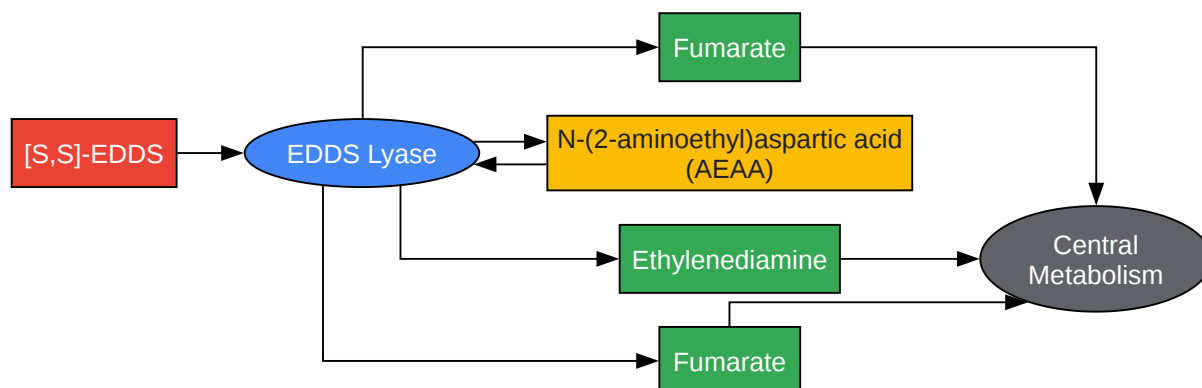 Fumarate
[S,S]-EDDS
EDDS Lyase
N-(2-aminoethyl)aspartic acid
(AEAA)
Ethylenediamine
Central
Metabolism
Fumarate